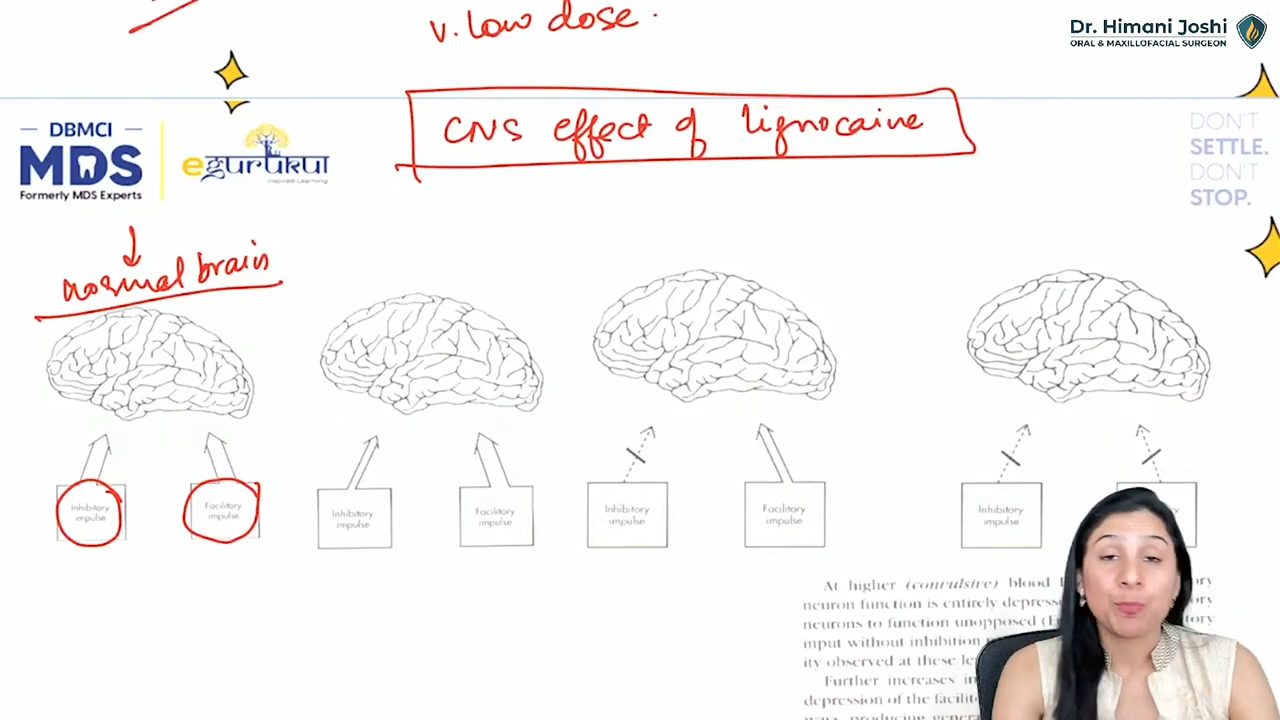 v. low dose.
Dr. Himani Joshi
ORAL & MAXILLOFACIAL SURGEON
CNS effect of lignocaine
DBMCI
MDS
Formerly MDS Experts
egurukul
Inspired Learning
DON'T
SETTLE.
DON'T
STOP.
normal brain
Inhibitory
impulse
Facilitory
impulse
Inhibitory
impulse
Facilitory
impulse
Inhibitory
impulse
Facilitory
impulse
Inhibitory
impulse
At higher (convulsive) blood
neuron function is entirely
neurons to function unopposed
input without inhibition
ity observed at these
Further increases in
depression of the